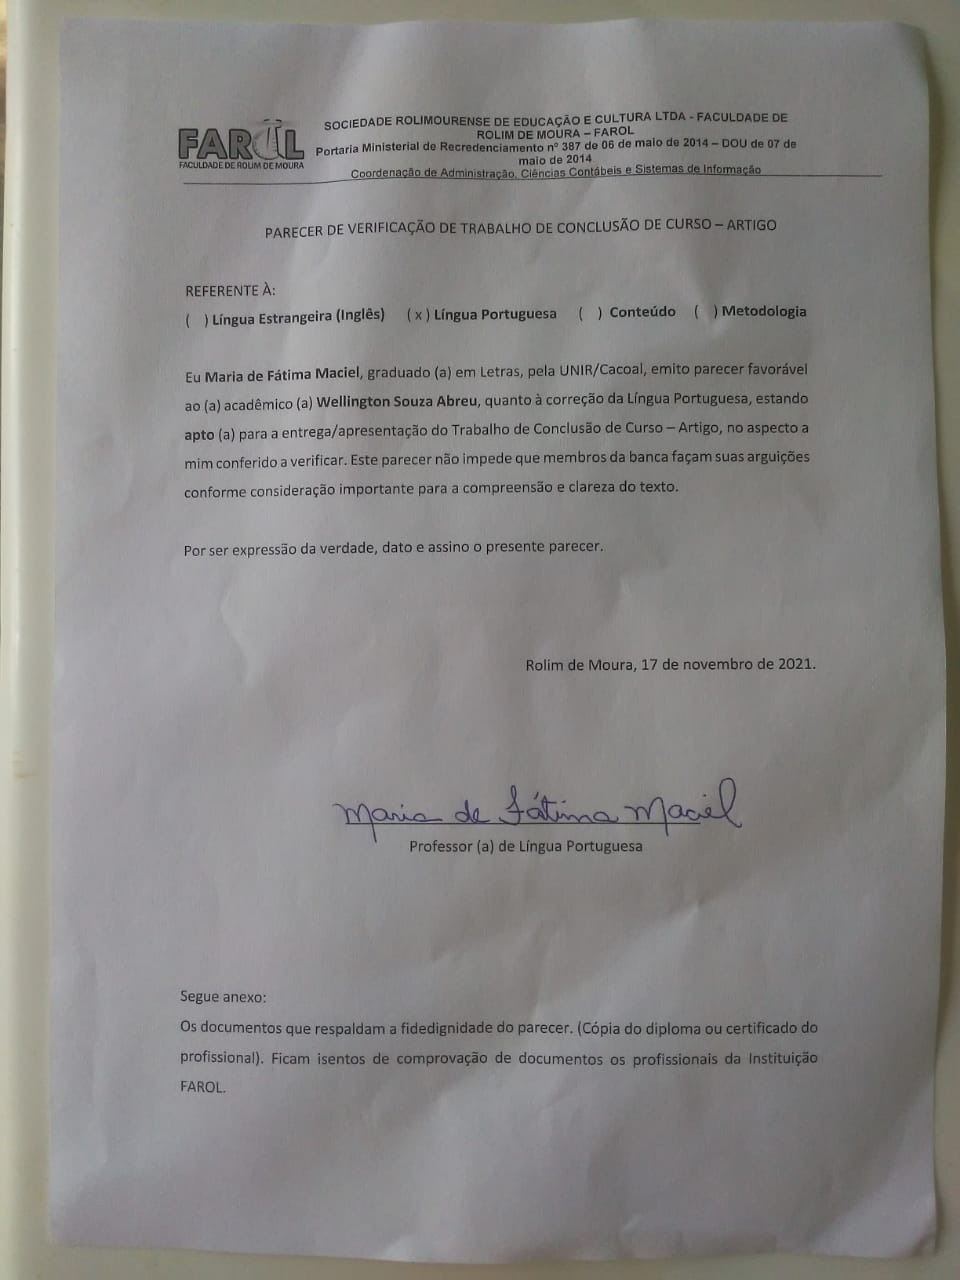 FAROL
FACULDADE DE ROLIM DE MOURA
SOCIEDADE ROLIMOURENSE DE EDUCAÇÃO E CULTURA LTDA - FACULDADE DE
ROLIM DE MOURA – FAROL
Portaria Ministerial de Recredenciamento nº 387 de 06 de maio de 2014 – DOU de 07 de
maio de 2014
Coordenação de Administração, Ciências Contábeis e Sistemas de Informação
PARECER DE VERIFICAÇÃO DE TRABALHO DE CONCLUSÃO DE CURSO – ARTIGO
REFERENTE À:
( ) Língua Estrangeira (Inglês) ( x ) Língua Portuguesa ( ) Conteúdo ( ) Metodologia
Eu Maria de Fátima Maciel, graduado (a) em Letras, pela UNIR/Cacoal, emito parecer favorável
ao (a) acadêmico (a) Wellington Souza Abreu, quanto à correção da Língua Portuguesa, estando
apto (a) para a entrega/apresentação do Trabalho de Conclusão de Curso – Artigo, no aspecto a
mim conferido a verificar. Este parecer não impede que membros da banca façam suas arguições
conforme consideração importante para a compreensão e clareza do texto.
Por ser expressão da verdade, dato e assino o presente parecer.
Rolim de Moura, 17 de novembro de 2021.
Maria de Fátima Maciel
Professor (a) de Língua Portuguesa
Segue anexo:
Os documentos que respaldam a fidedignidade do parecer. (Cópia do diploma ou certificado do
profissional). Ficam isentos de comprovação de documentos os profissionais da Instituição
FAROL.